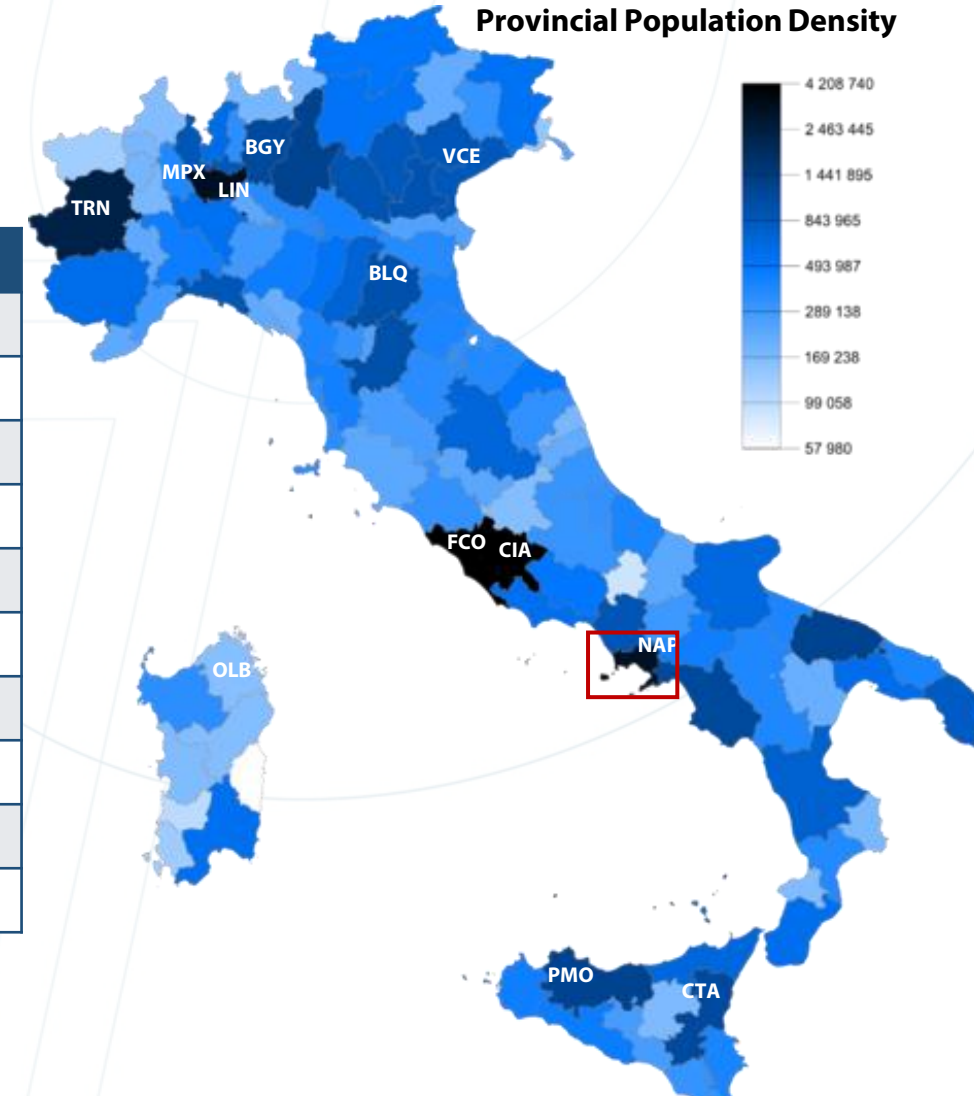 Provincial Population Density
4 208 740
2 463 445
1 441 895
843 965
493 987
289 138
169 238
99 058
57 980
BGY
VCE
MPX
LIN
TRN
BLQ
FCO
CIA
NAP
OLB
PMO
CTA